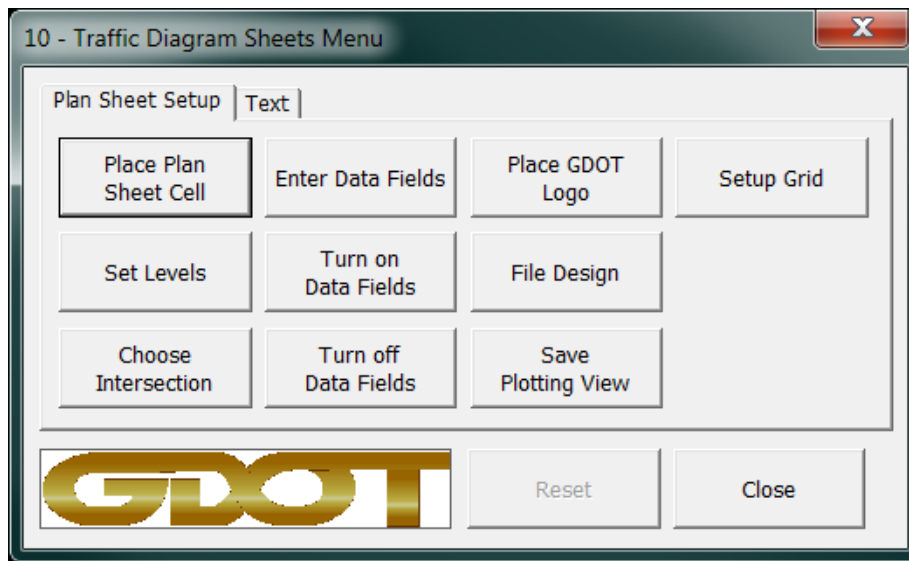 10 - Traffic Diagram Sheets Menu
X
Plan Sheet Setup
Text
Place Plan
Sheet Cell
Enter Data Fields
Place GDOT
Logo
Setup Grid
Set Levels
Turn on
Data Fields
File Design
Choose
Intersection
Turn off
Data Fields
Save
Plotting View
GDOT
Reset
Close